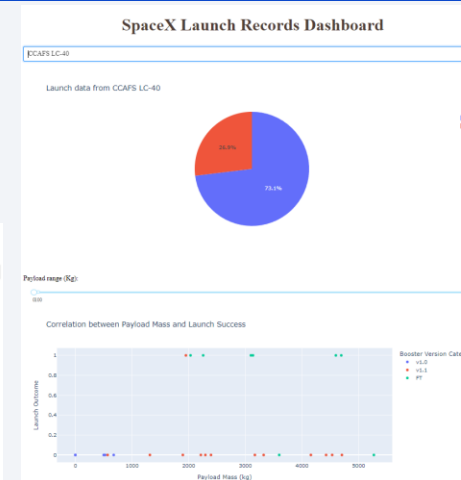 SpaceX Launch Records Dashboard
CCAFS LC-40
Launch data from CCAFS LC-40
26.9%
73.1%
Payload range (Kg):
Correlation between Payload Mass and Launch Success
Booster Version Cate
v1.0
v1.1
FT
Launch Outcome
1
0.8
0.6
0.4
0.2
0
0 1000 2000 3000 4000 5000
Payload Mass (kg)